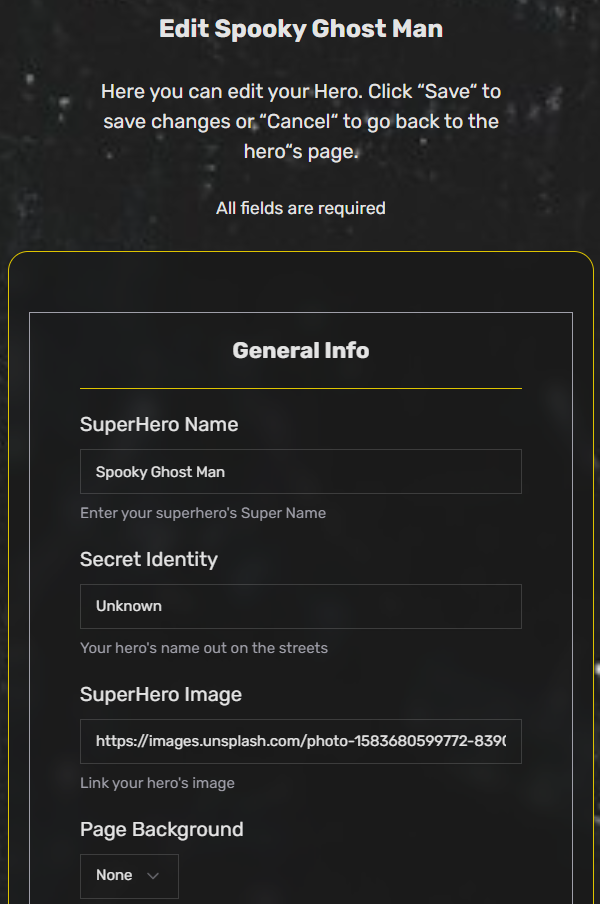 Edit Spooky Ghost Man
Here you can edit your Hero. Click “Save“ to
save changes or “Cancel“ to go back to the
hero“s page.
All fields are required
General Info
SuperHero Name
Spooky Ghost Man
Enter your superhero's Super Name
Secret Identity
Unknown
Your hero's name out on the streets
SuperHero Image
https://images.unsplash.com/photo-1583680599772-839(
Link your hero's image
Page Background
None